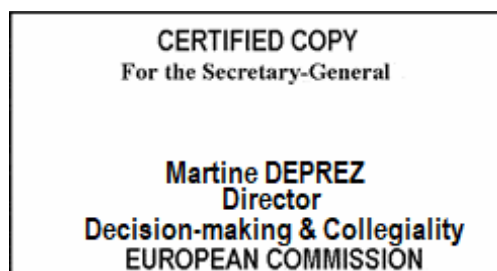 CERTIFIED COPY
For the Secretary-General
Martine DEPREZ
Director
Decision-making & Collegiality
EUROPEAN COMMISSION